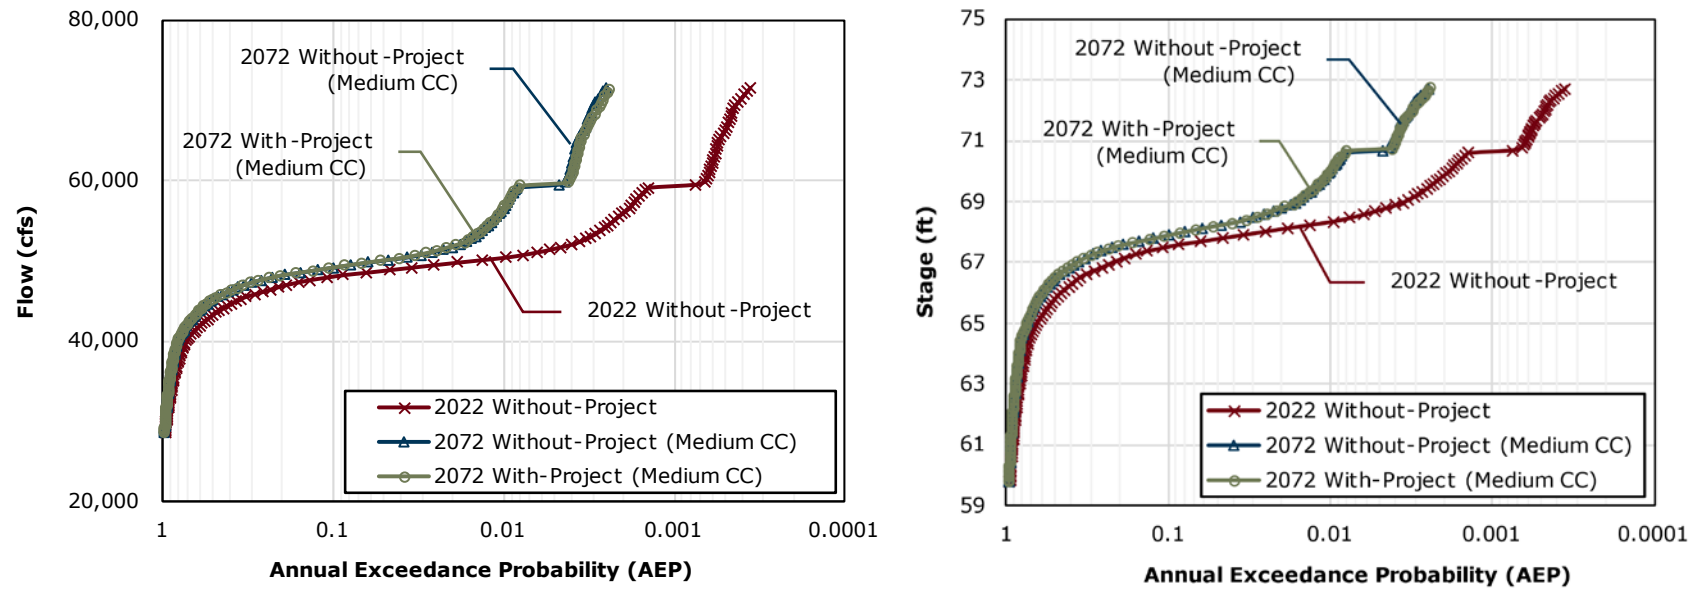 80,000
60,000
40,000
20,000
Flow (cfs)
2072 Without-Project
(Medium CC)
2072 With-Project
(Medium CC)
2022 Without-Project
2022 Without-Project
2072 Without-Project (Medium CC)
2072 With-Project (Medium CC)
1
0.1
0.01
0.001
0.0001
Annual Exceedance Probability (AEP)
75
73
71
69
67
65
63
61
59
Stage (ft)
2072 Without-Project
(Medium CC)
2072 With-Project
(Medium CC)
2022 Without-Project
2022 Without-Project
2072 Without-Project (Medium CC)
2072 With-Project (Medium CC)
1
0.1
0.01
0.001
0.0001
Annual Exceedance Probability (AEP)